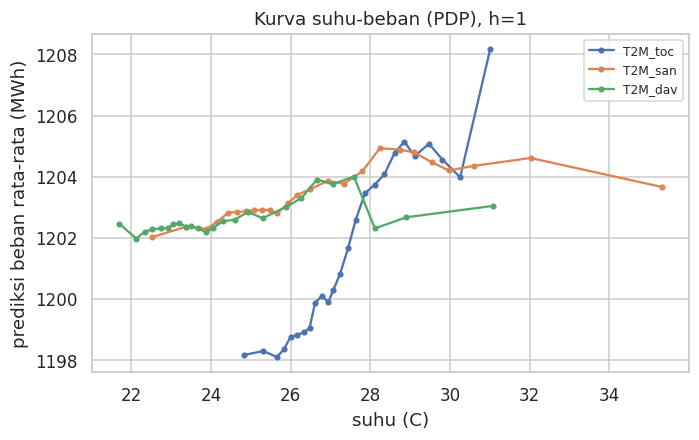 Kurva suhu-beban (PDP), h=1
prediksi beban rata-rata (MWh)
1208
1206
1204
1202
1200
1198
T2M_toc
T2M_san
T2M_dav
22 24 26 28 30 32 34
suhu (C)